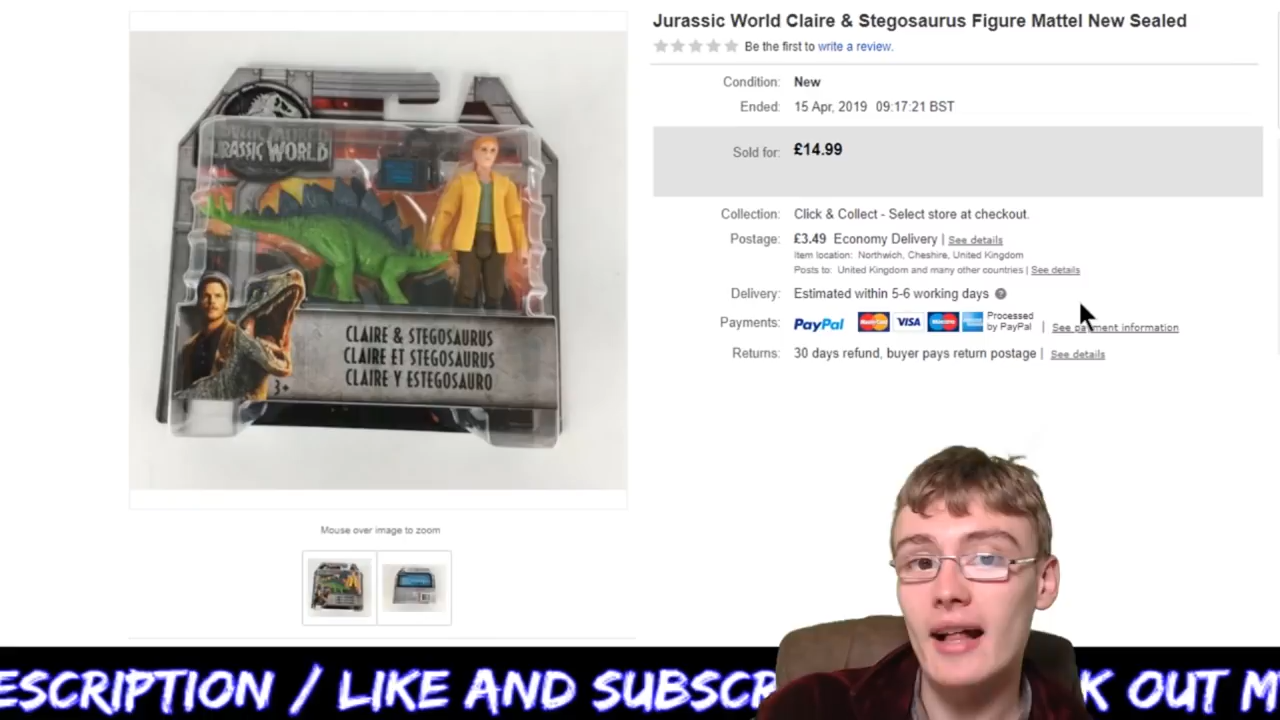 Jurassic World Claire & Stegosaurus Figure Mattel New Sealed
Be the first to write a review.
Condition: New
Ended: 15 Apr, 2019 09:17:21 BST
Sold for: £14.99
Collection: Click & Collect - Select store at checkout.
Postage: £3.49 Economy Delivery | See details
Item location: Northwich, Cheshire, United Kingdom
Posts to: United Kingdom and many other countries | See details
Delivery: Estimated within 5-6 working days
Payments: PayPal MasterCard VISA Maestro Processed by PayPal | See payment information
Returns: 30 days refund, buyer pays return postage | See details
JURASSIC WORLD
CLAIRE & STEGOSAURUS
CLAIRE ET STEGOSAURUS
CLAIRE Y ESTEGOSAURO
3+
Mouse over image to zoom
ESCRIPTION / LIKE AND SUBSCR K OUT M